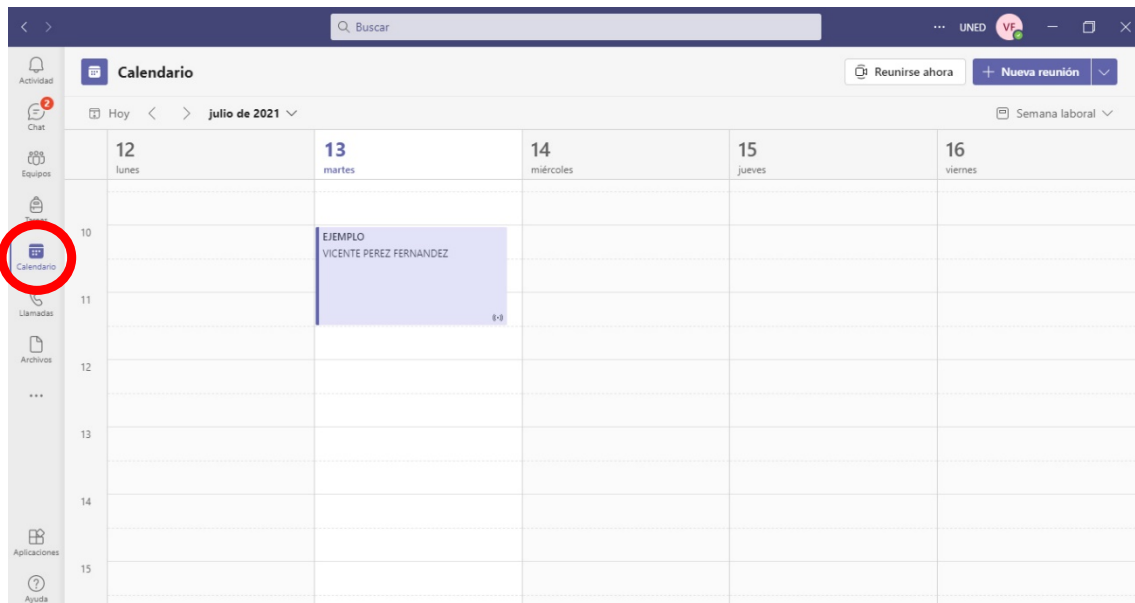 Buscar
UNED
VF
Actividad
Calendario
Reunirse ahora
Nueva reunión
2
Chat
Hoy
julio de 2021
Semana laboral
Equipos
12
13
14
15
16
lunes
martes
miércoles
jueves
viernes
Tareas
10
EJEMPLO
VICENTE PEREZ FERNANDEZ
Calendario
11
Llamadas
Archivos
12
13
14
Aplicaciones
15
Ayuda